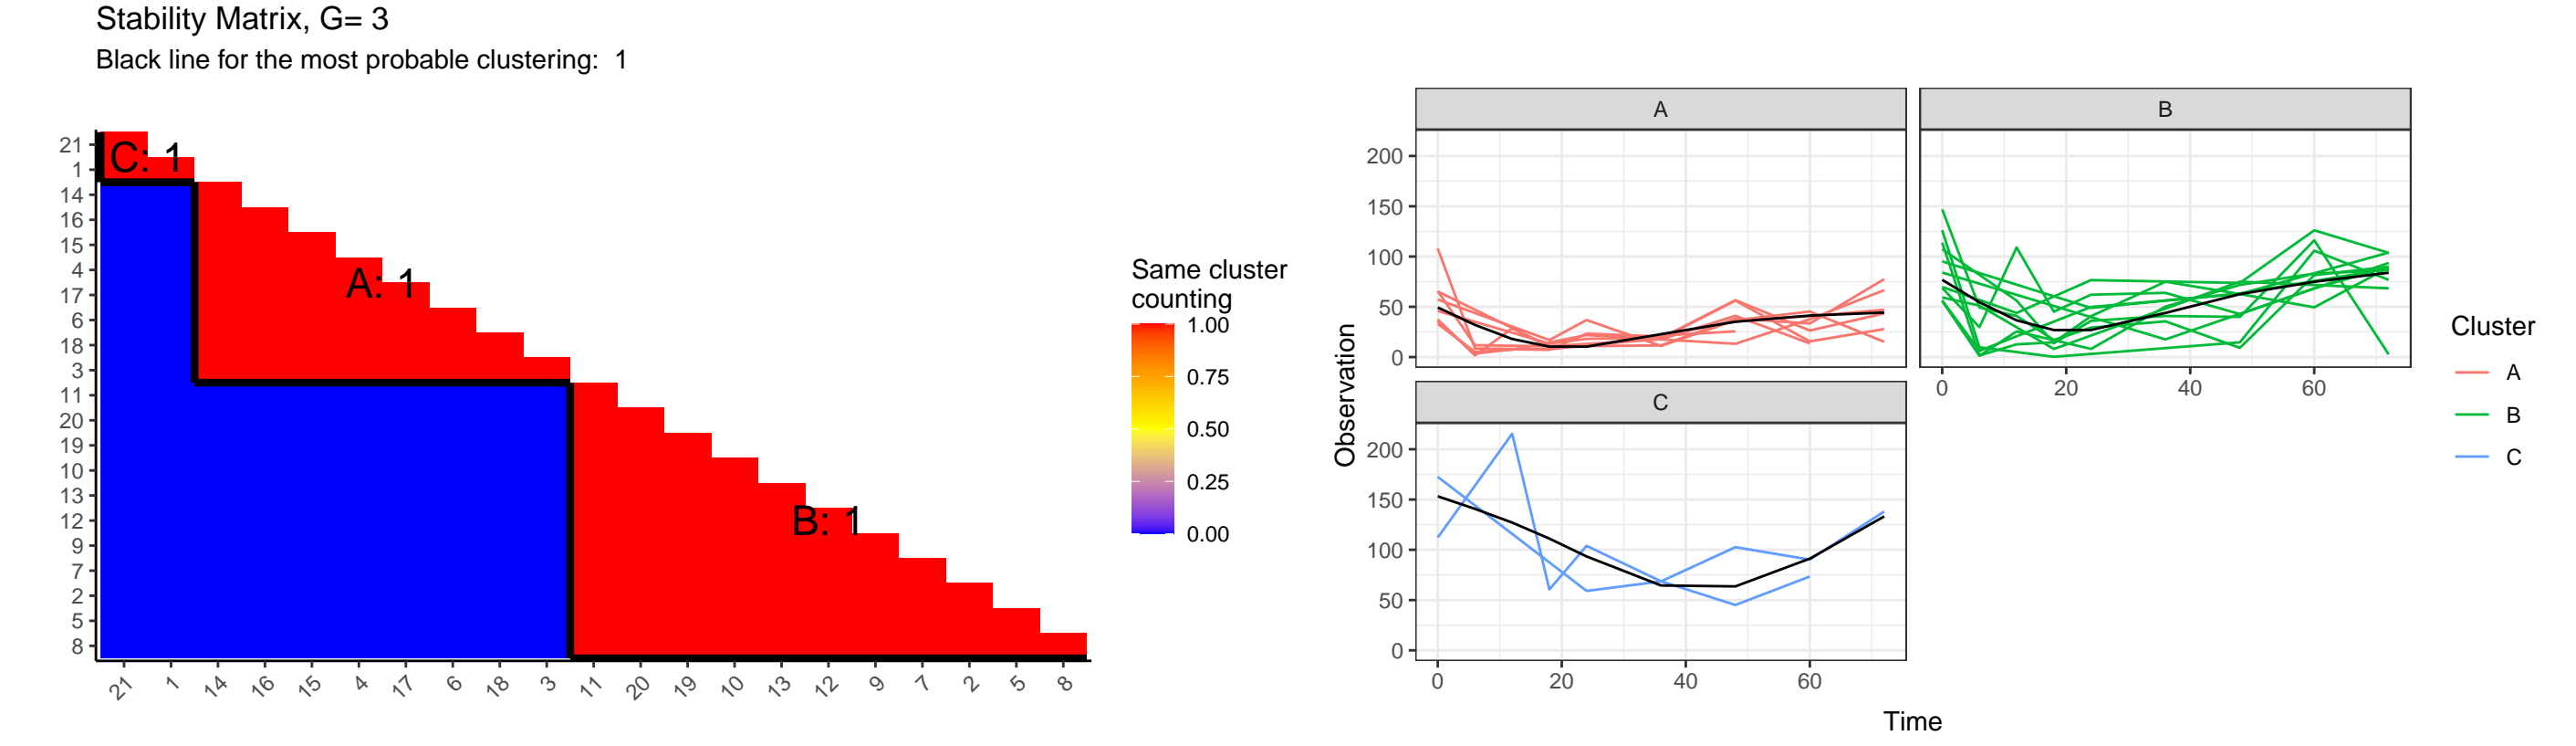 Stability Matrix, G= 3
Black line for the most probable clustering:  1
21
1
14
16
15
4
17
6
18
3
11
20
19
10
13
12
9
7
2
5
8
C: 1
A: 1
B: 1
21 1 14 16 15 4 17 6 18 3 11 20 19 10 13 12 9 7 2 5 8
Same cluster
counting
1.00
0.75
0.50
0.25
0.00
Observation
A
200
150
100
50
0
B
0 20 40 60
C
200
150
100
50
0
0 20 40 60
Time
Cluster
A
B
C